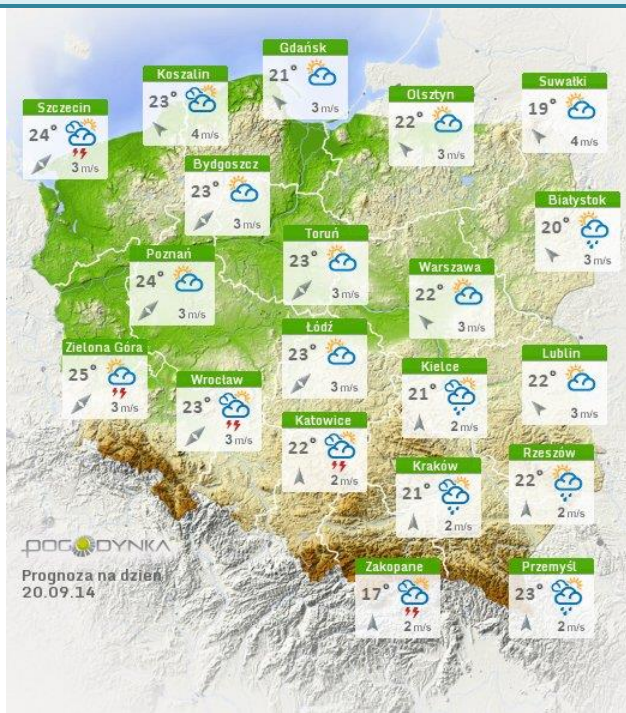 Gdańsk
21°
3 m/s
Koszalin
23°
4 m/s
Suwałki
19°
4 m/s
Olsztyn
22°
3 m/s
Szczecin
24°
3 m/s
Bydgoszcz
23°
3 m/s
Białystok
20°
3 m/s
Toruń
23°
3 m/s
Poznań
24°
3 m/s
Warszawa
22°
3 m/s
Łódź
23°
3 m/s
Zielona Góra
25°
3 m/s
Lublin
22°
3 m/s
Kielce
21°
2 m/s
Wrocław
23°
3 m/s
Katowice
22°
2 m/s
Rzeszów
22°
2 m/s
Kraków
21°
2 m/s
POGODYNKA
Prognoza na dzień
20.09.14
Zakopane
17°
2 m/s
Przemyśl
23°
2 m/s